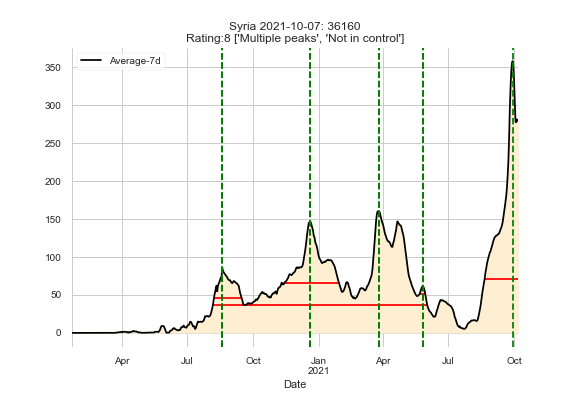 Syria 2021-10-07: 36160
Rating:8 ['Multiple peaks', 'Not in control']
Average-7d
350
300
250
200
150
100
50
0
Apr
Jul
Oct
Jan
2021
Apr
Jul
Oct
Date